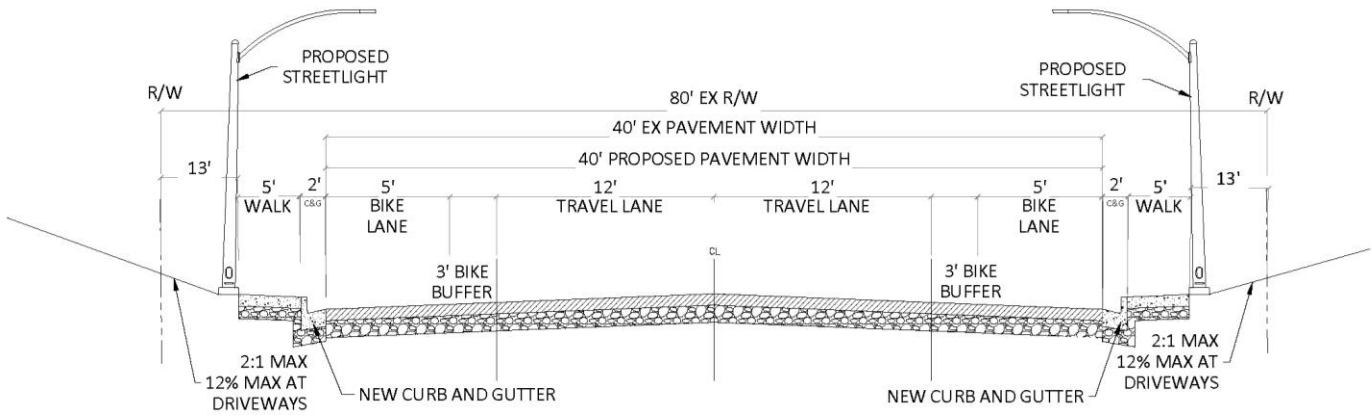 PROPOSED
STREETLIGHT
PROPOSED
STREETLIGHT
R/W
80' EX R/W
R/W
40' EX PAVEMENT WIDTH
40' PROPOSED PAVEMENT WIDTH
13'
5'
WALK
2'
C&G
5'
BIKE
LANE
12'
TRAVEL LANE
12'
TRAVEL LANE
5'
BIKE
LANE
2'
C&G
5'
WALK
13'
3' BIKE
BUFFER
CL
3' BIKE
BUFFER
2:1 MAX
12% MAX AT
DRIVEWAYS
NEW CURB AND GUTTER
NEW CURB AND GUTTER
2:1 MAX
12% MAX AT
DRIVEWAYS